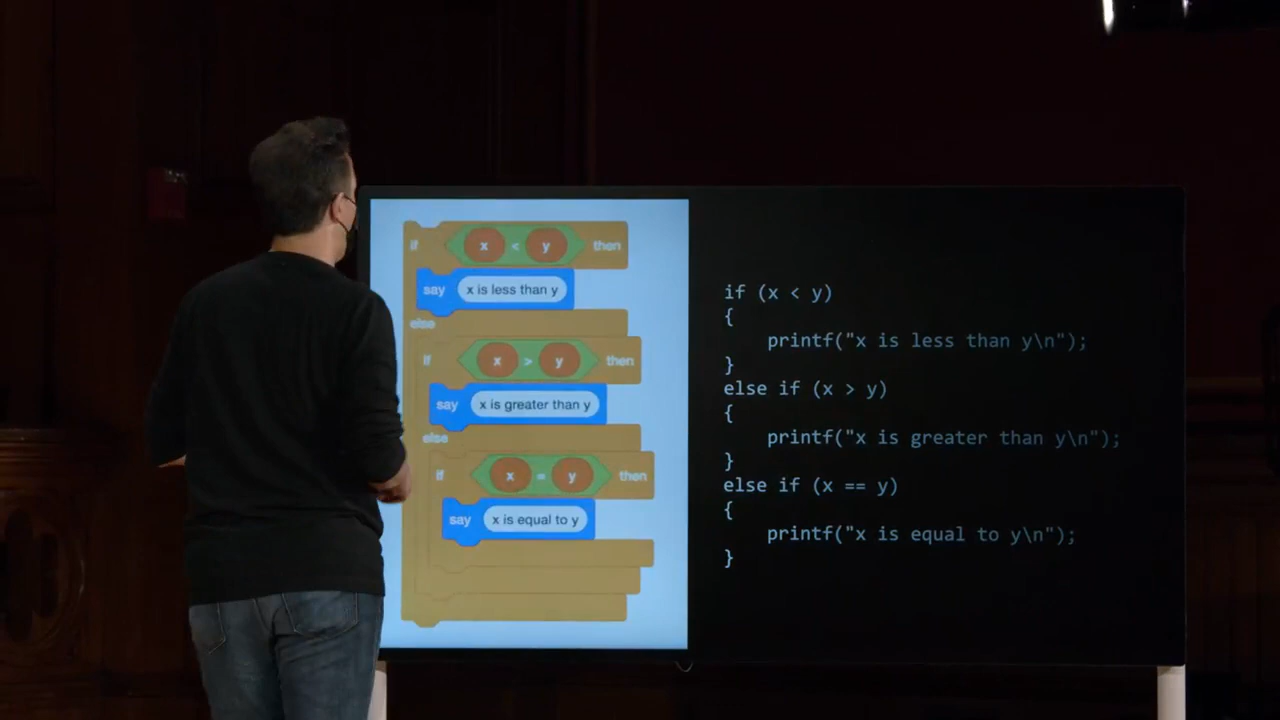 if x < y then
say x is less than y
else
if x > y then
say x is greater than y
else
if x = y then
say x is equal to y
if (x < y)
{
    printf("x is less than y\n");
}
else if (x > y)
{
    printf("x is greater than y\n");
}
else if (x == y)
{
    printf("x is equal to y\n");
}